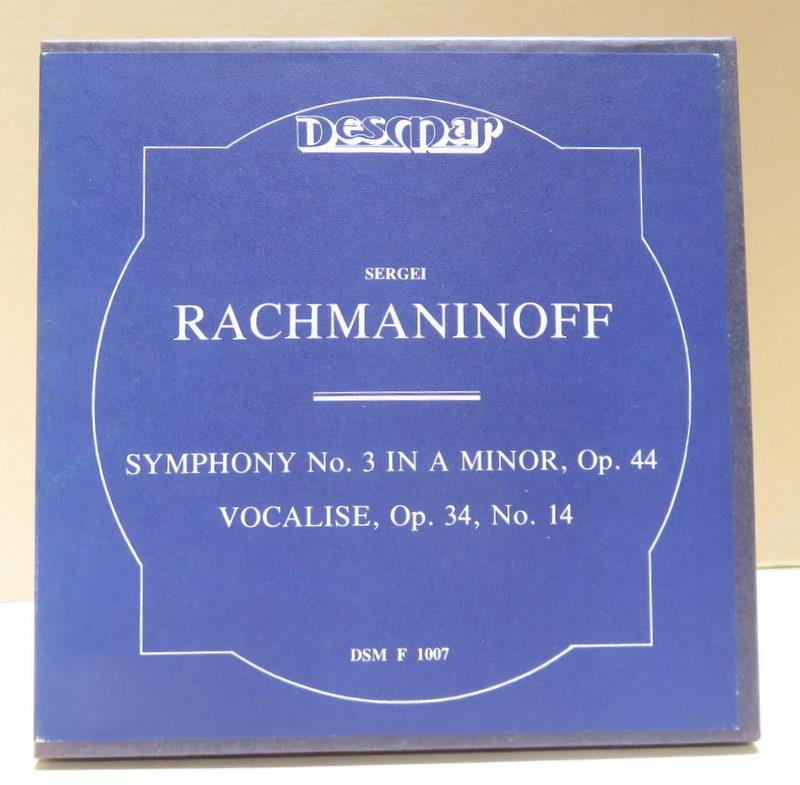 Desmar
SERGEI
RACHMANINOFF
SYMPHONY No. 3 IN A MINOR, Op. 44
VOCALISE, Op. 34, No. 14
DSM F 1007